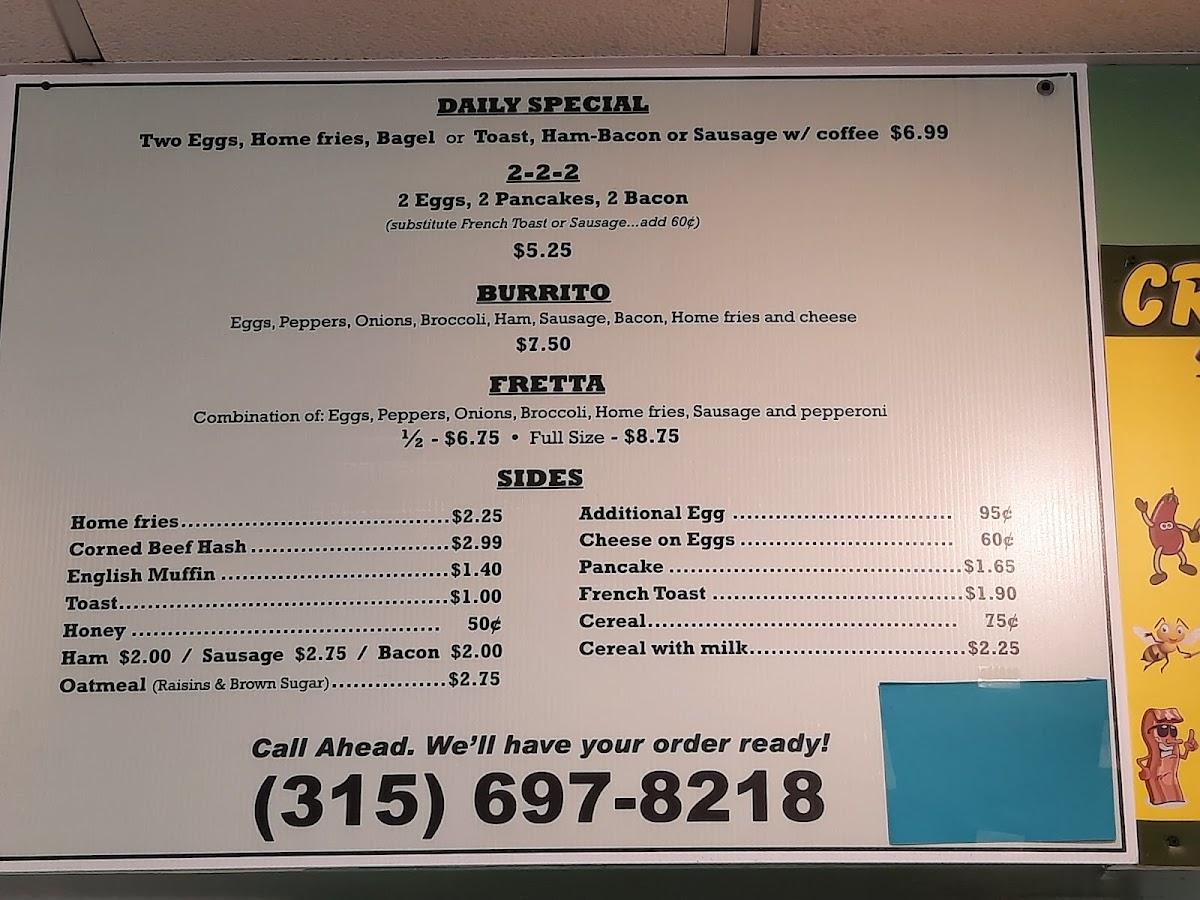 DAILY SPECIAL
Two Eggs, Home fries, Bagel or Toast, Ham-Bacon or Sausage w/ coffee $6.99
2-2-2
2 Eggs, 2 Pancakes, 2 Bacon
(substitute French Toast or Sausage...add 60¢)
$5.25
BURRITO
Eggs, Peppers, Onions, Broccoli, Ham, Sausage, Bacon, Home fries and cheese
$7.50
FRETTA
Combination of: Eggs, Peppers, Onions, Broccoli, Home fries, Sausage and pepperoni
½ - $6.75 • Full Size - $8.75
SIDES
Home fries......................................$2.25
Corned Beef Hash............................$2.99
English Muffin................................$1.40
Toast..............................................$1.00
Honey........................................... 50¢
Ham $2.00 / Sausage $2.75 / Bacon $2.00
Oatmeal (Raisins & Brown Sugar)................$2.75
Additional Egg ............................... 95¢
Cheese on Eggs.............................. 60¢
Pancake.........................................$1.65
French Toast...................................$1.90
Cereal............................................ 75¢
Cereal with milk..............................$2.25
Call Ahead. We'll have your order ready!
(315) 697-8218